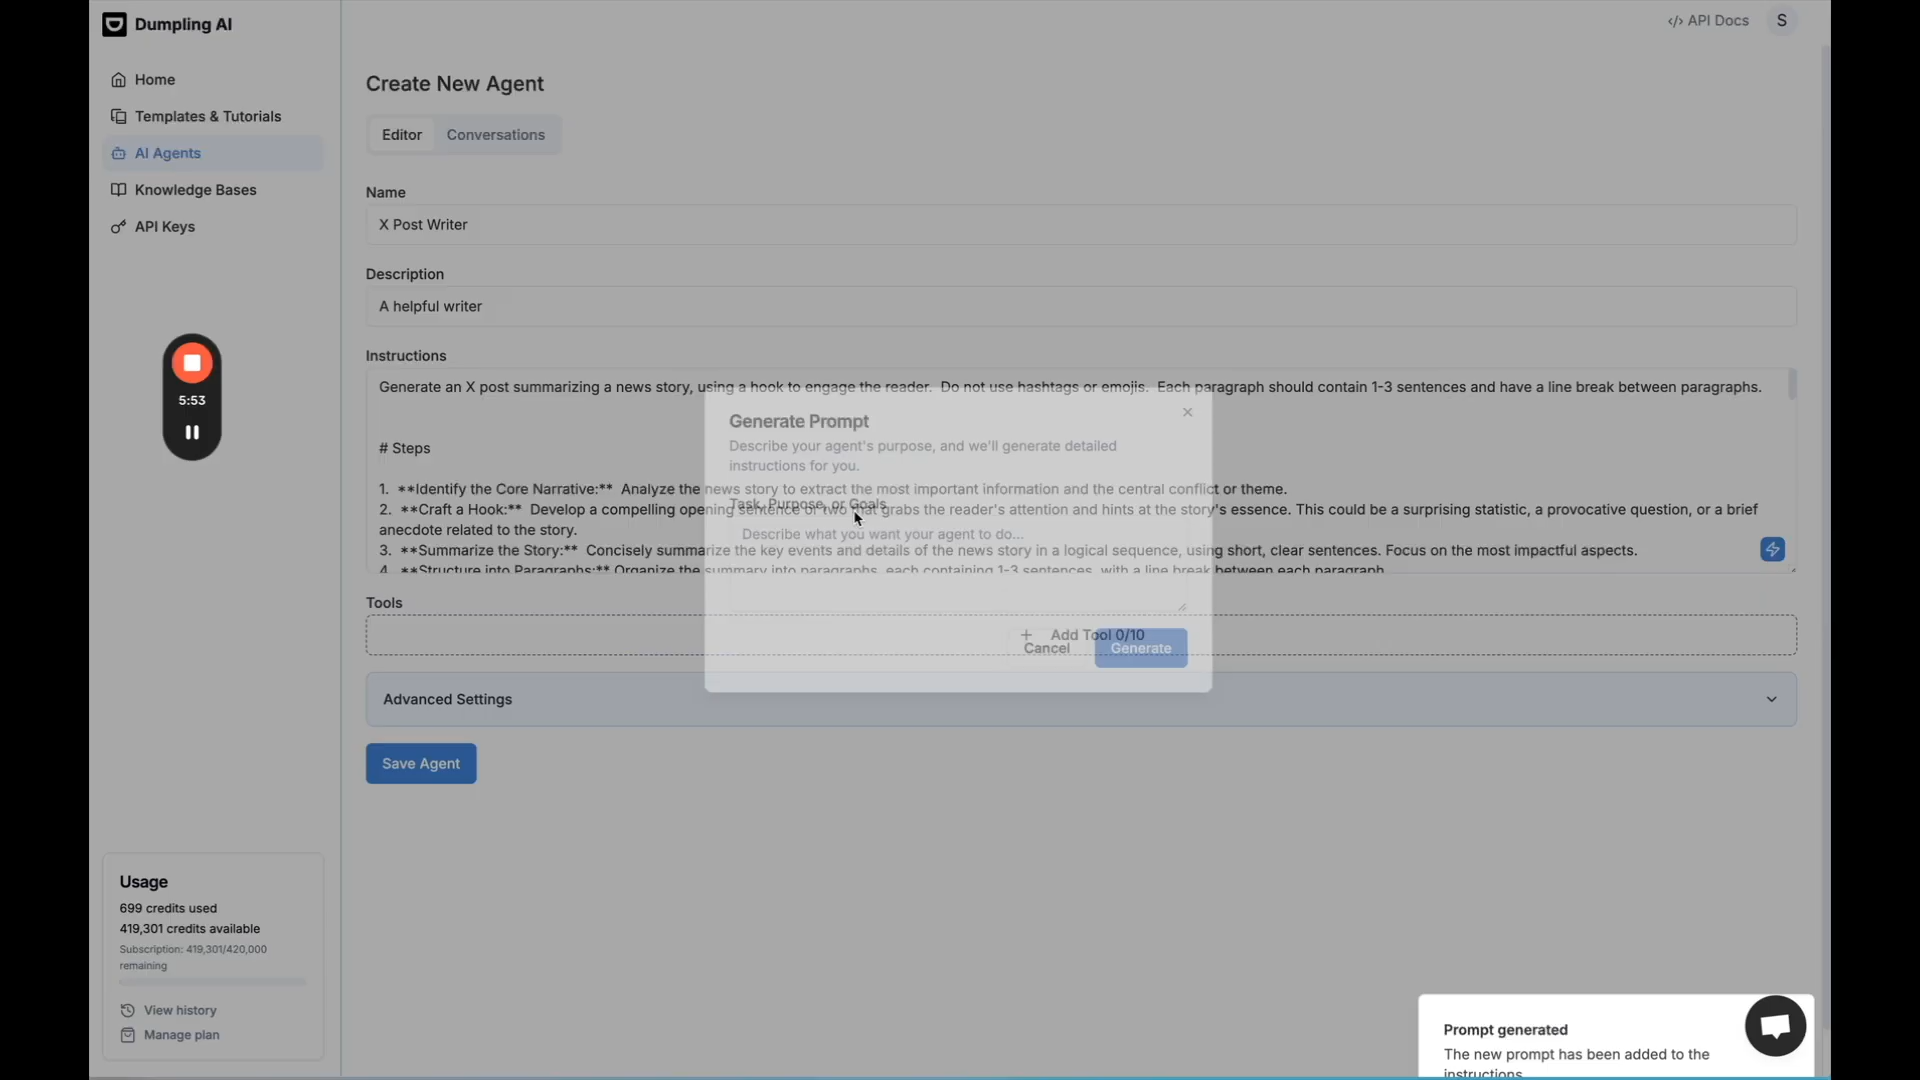 Dumpling AI
</> API Docs
S
Home
Templates & Tutorials
AI Agents
Knowledge Bases
API Keys
5:53
Create New Agent
Editor
Conversations
Name
X Post Writer
Description
A helpful writer
Instructions
Generate an X post summarizing a news story, using a hook to engage the reader.  Do not use hashtags or emojis.  Each paragraph should contain 1-3 sentences and have a line break between paragraphs.
# Steps
1.  **Identify the Core Narrative:**  Analyze the news story to extract the most important information and the central conflict or theme.
2.  **Craft a Hook:**  Develop a compelling opening sentence or two that grabs the reader's attention and hints at the story's essence. This could be a surprising statistic, a provocative question, or a brief
anecdote related to the story.
3.  **Summarize the Story:**  Concisely summarize the key events and details of the news story in a logical sequence, using short, clear sentences. Focus on the most impactful aspects.
4.  **Structure into Paragraphs:** Organize the summary into paragraphs, each containing 1-3 sentences, with a line break between each paragraph.
Generate Prompt
Describe your agent's purpose, and we'll generate detailed
instructions for you.
Task, Purpose, or Goals
Describe what you want your agent to do...
Cancel
Generate
Tools
+ Add Tool 0/10
Advanced Settings
Save Agent
Usage
699 credits used
419,301 credits available
Subscription: 419,301/420,000
remaining
View history
Manage plan
Prompt generated
The new prompt has been added to the
instructions